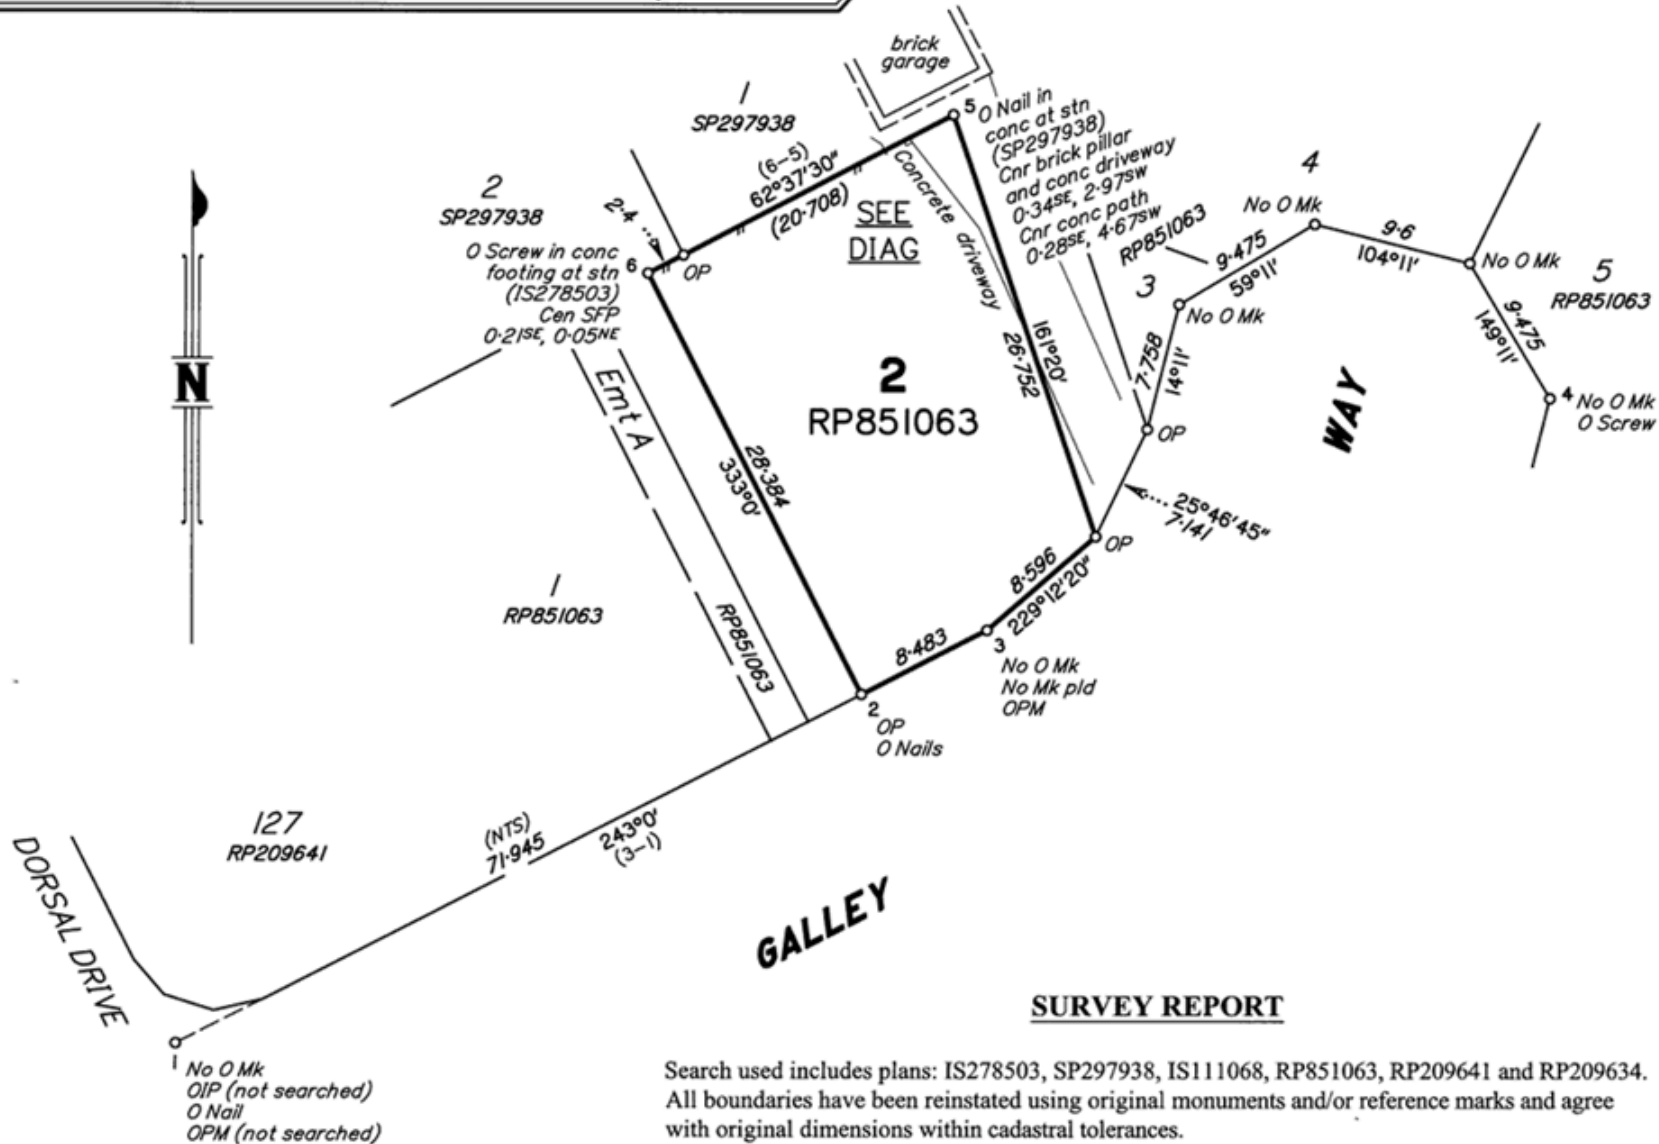 brick
garage
1
SP297938
5
O Nail in
conc at stn
(SP297938)
Cnr brick pillar
and conc driveway
0·34SE, 2·97SW
Cnr conc path
0·28SE, 4·67SW
(6-5)
62°37'30"
(20·708)
2
SP297938
2·4
O Screw in conc
footing at stn
(IS278503)
Cen SFP
0·21SE, 0·05NE
6
OP
SEE
DIAG
Concrete driveway
RP851063
4
No O Mk
9·475
59°11'
9·6
104°11'
No O Mk
5
RP851063
3
No O Mk
9·475
149°11'
4
No O Mk
O Screw
7·758
14°11'
OP
WAY
N
Emt A
2
RP851063
161°20'
26·752
28·384
333°0'
25°46'45"
7·141
OP
8·596
229°12'20"
1
RP851063
RP851063
8·483
3
No O Mk
No Mk pld
OPM
2
OP
O Nails
127
RP209641
(NTS)
71·945
243°0'
(3-1)
DORSAL DRIVE
GALLEY
1
No O Mk
OIP (not searched)
O Nail
OPM (not searched)
SURVEY REPORT
Search used includes plans: IS278503, SP297938, IS111068, RP851063, RP209641 and RP209634.
All boundaries have been reinstated using original monuments and/or reference marks and agree
with original dimensions within cadastral tolerances.